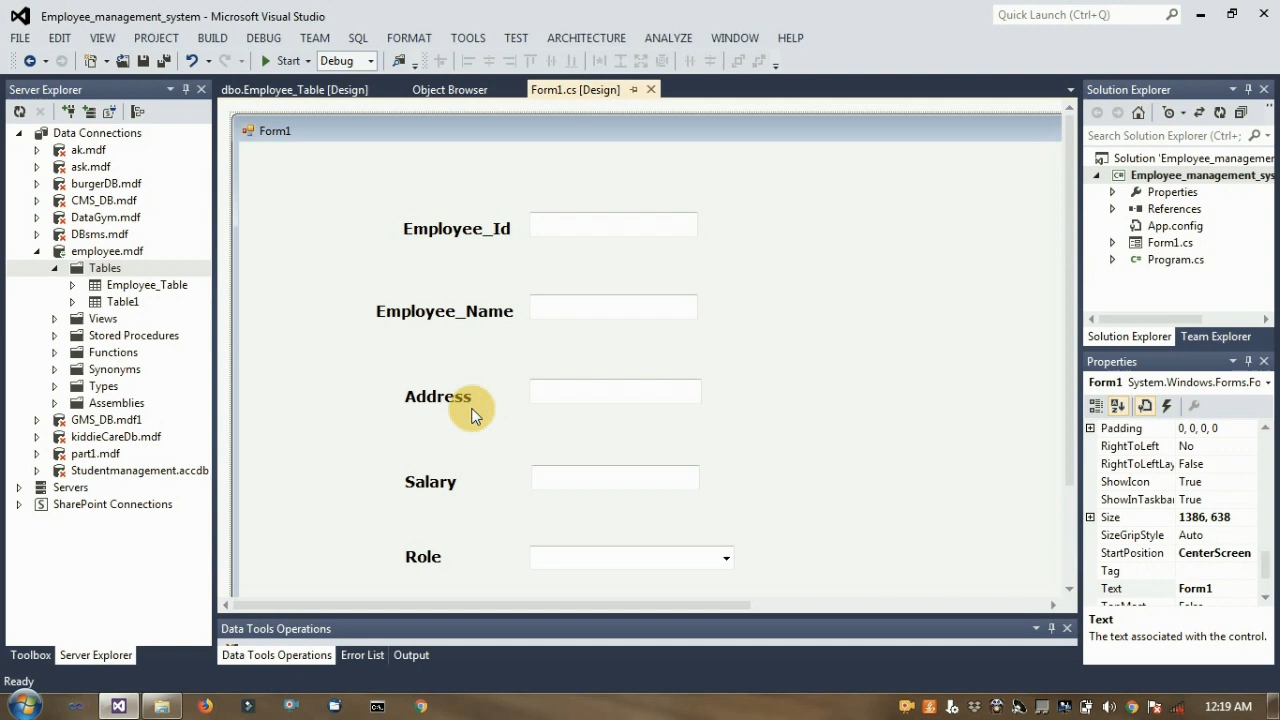 Employee_management_system - Microsoft Visual Studio
Quick Launch (Ctrl+Q)
FILE EDIT VIEW PROJECT BUILD DEBUG TEAM SQL FORMAT TOOLS TEST ARCHITECTURE ANALYZE WINDOW HELP
Start Debug
Server Explorer
Data Connections
ak.mdf
ask.mdf
burgerDB.mdf
CMS_DB.mdf
DataGym.mdf
DBsms.mdf
employee.mdf
Tables
Employee_Table
Table1
Views
Stored Procedures
Functions
Synonyms
Types
Assemblies
GMS_DB.mdf1
kiddieCareDb.mdf
part1.mdf
Studentmanagement.accdb
Servers
SharePoint Connections
Toolbox Server Explorer
dbo.Employee_Table [Design] Object Browser Form1.cs [Design]
Form1
Employee_Id
Employee_Name
Address
Salary
Role
Data Tools Operations
Data Tools Operations Error List Output
Solution Explorer
Search Solution Explorer (Ctrl+;
Solution 'Employee_managemer
Employee_management_sys
Properties
References
App.config
Form1.cs
Program.cs
Solution Explorer Team Explorer
Properties
Form1 System.Windows.Forms.Fo
Padding 0, 0, 0, 0
RightToLeft No
RightToLeftLay False
ShowIcon True
ShowInTaskbar True
Size 1386, 638
SizeGripStyle Auto
StartPosition CenterScreen
Tag
Text Form1
Text
The text associated with the control.
Ready
12:19 AM